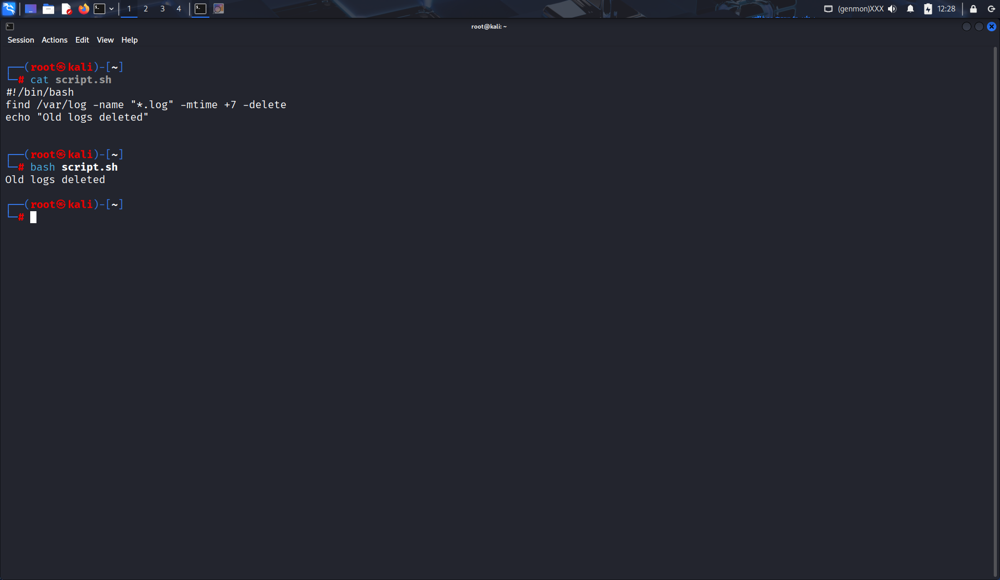 1 2 3 4 (genmon)XXX 12:28
root@kali: ~
Session Actions Edit View Help
┌──(root㉿kali)-[~]
└─# cat script.sh
#!/bin/bash
find /var/log -name "*.log" -mtime +7 -delete
echo "Old logs deleted"
┌──(root㉿kali)-[~]
└─# bash script.sh
Old logs deleted
┌──(root㉿kali)-[~]
└─#